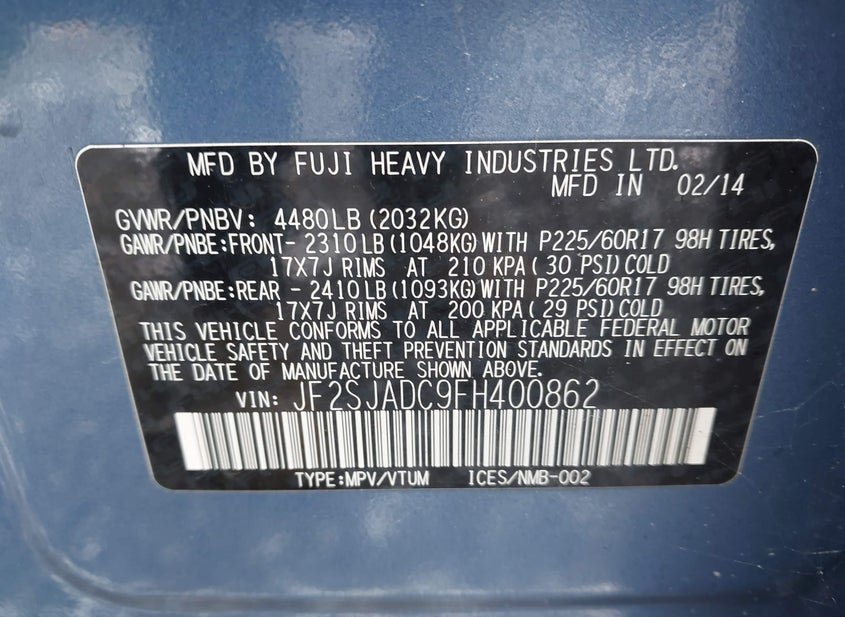 MFD BY FUJI HEAVY INDUSTRIES LTD.
MFD IN 02/14
GVWR/PNBV: 4480LB (2032KG)
GAWR/PNBE:FRONT- 2310LB (1048KG) WITH P225/60R17 98H TIRES,
17X7J RIMS AT 210 KPA ( 30 PSI) COLD
GAWR/PNBE:REAR - 2410LB (1093KG) WITH P225/60R17 98H TIRES,
17X7J RIMS AT 200 KPA ( 29 PSI) COLD
THIS VEHICLE CONFORMS TO ALL APPLICABLE FEDERAL MOTOR
VEHICLE SAFETY AND THEFT PREVENTION STANDARDS IN EFFECT ON
THE DATE OF MANUFACTURE SHOWN ABOVE.
VIN: JF2SJADC9FH400862
TYPE:MPV/VTUM ICES/NMB-002